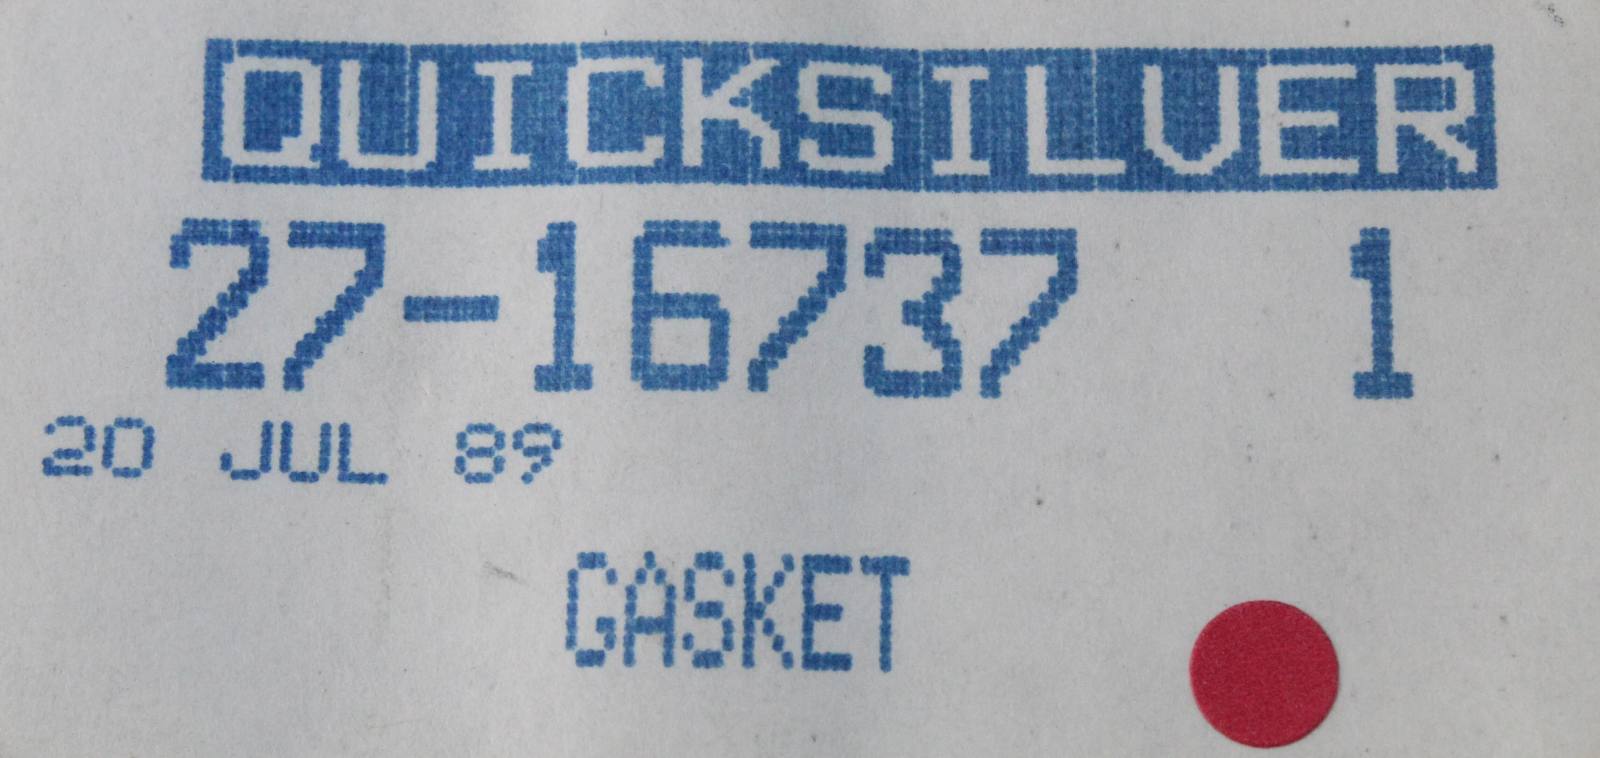 QUICKSILVER
27-16737 1
20 JUL 89
GASKET